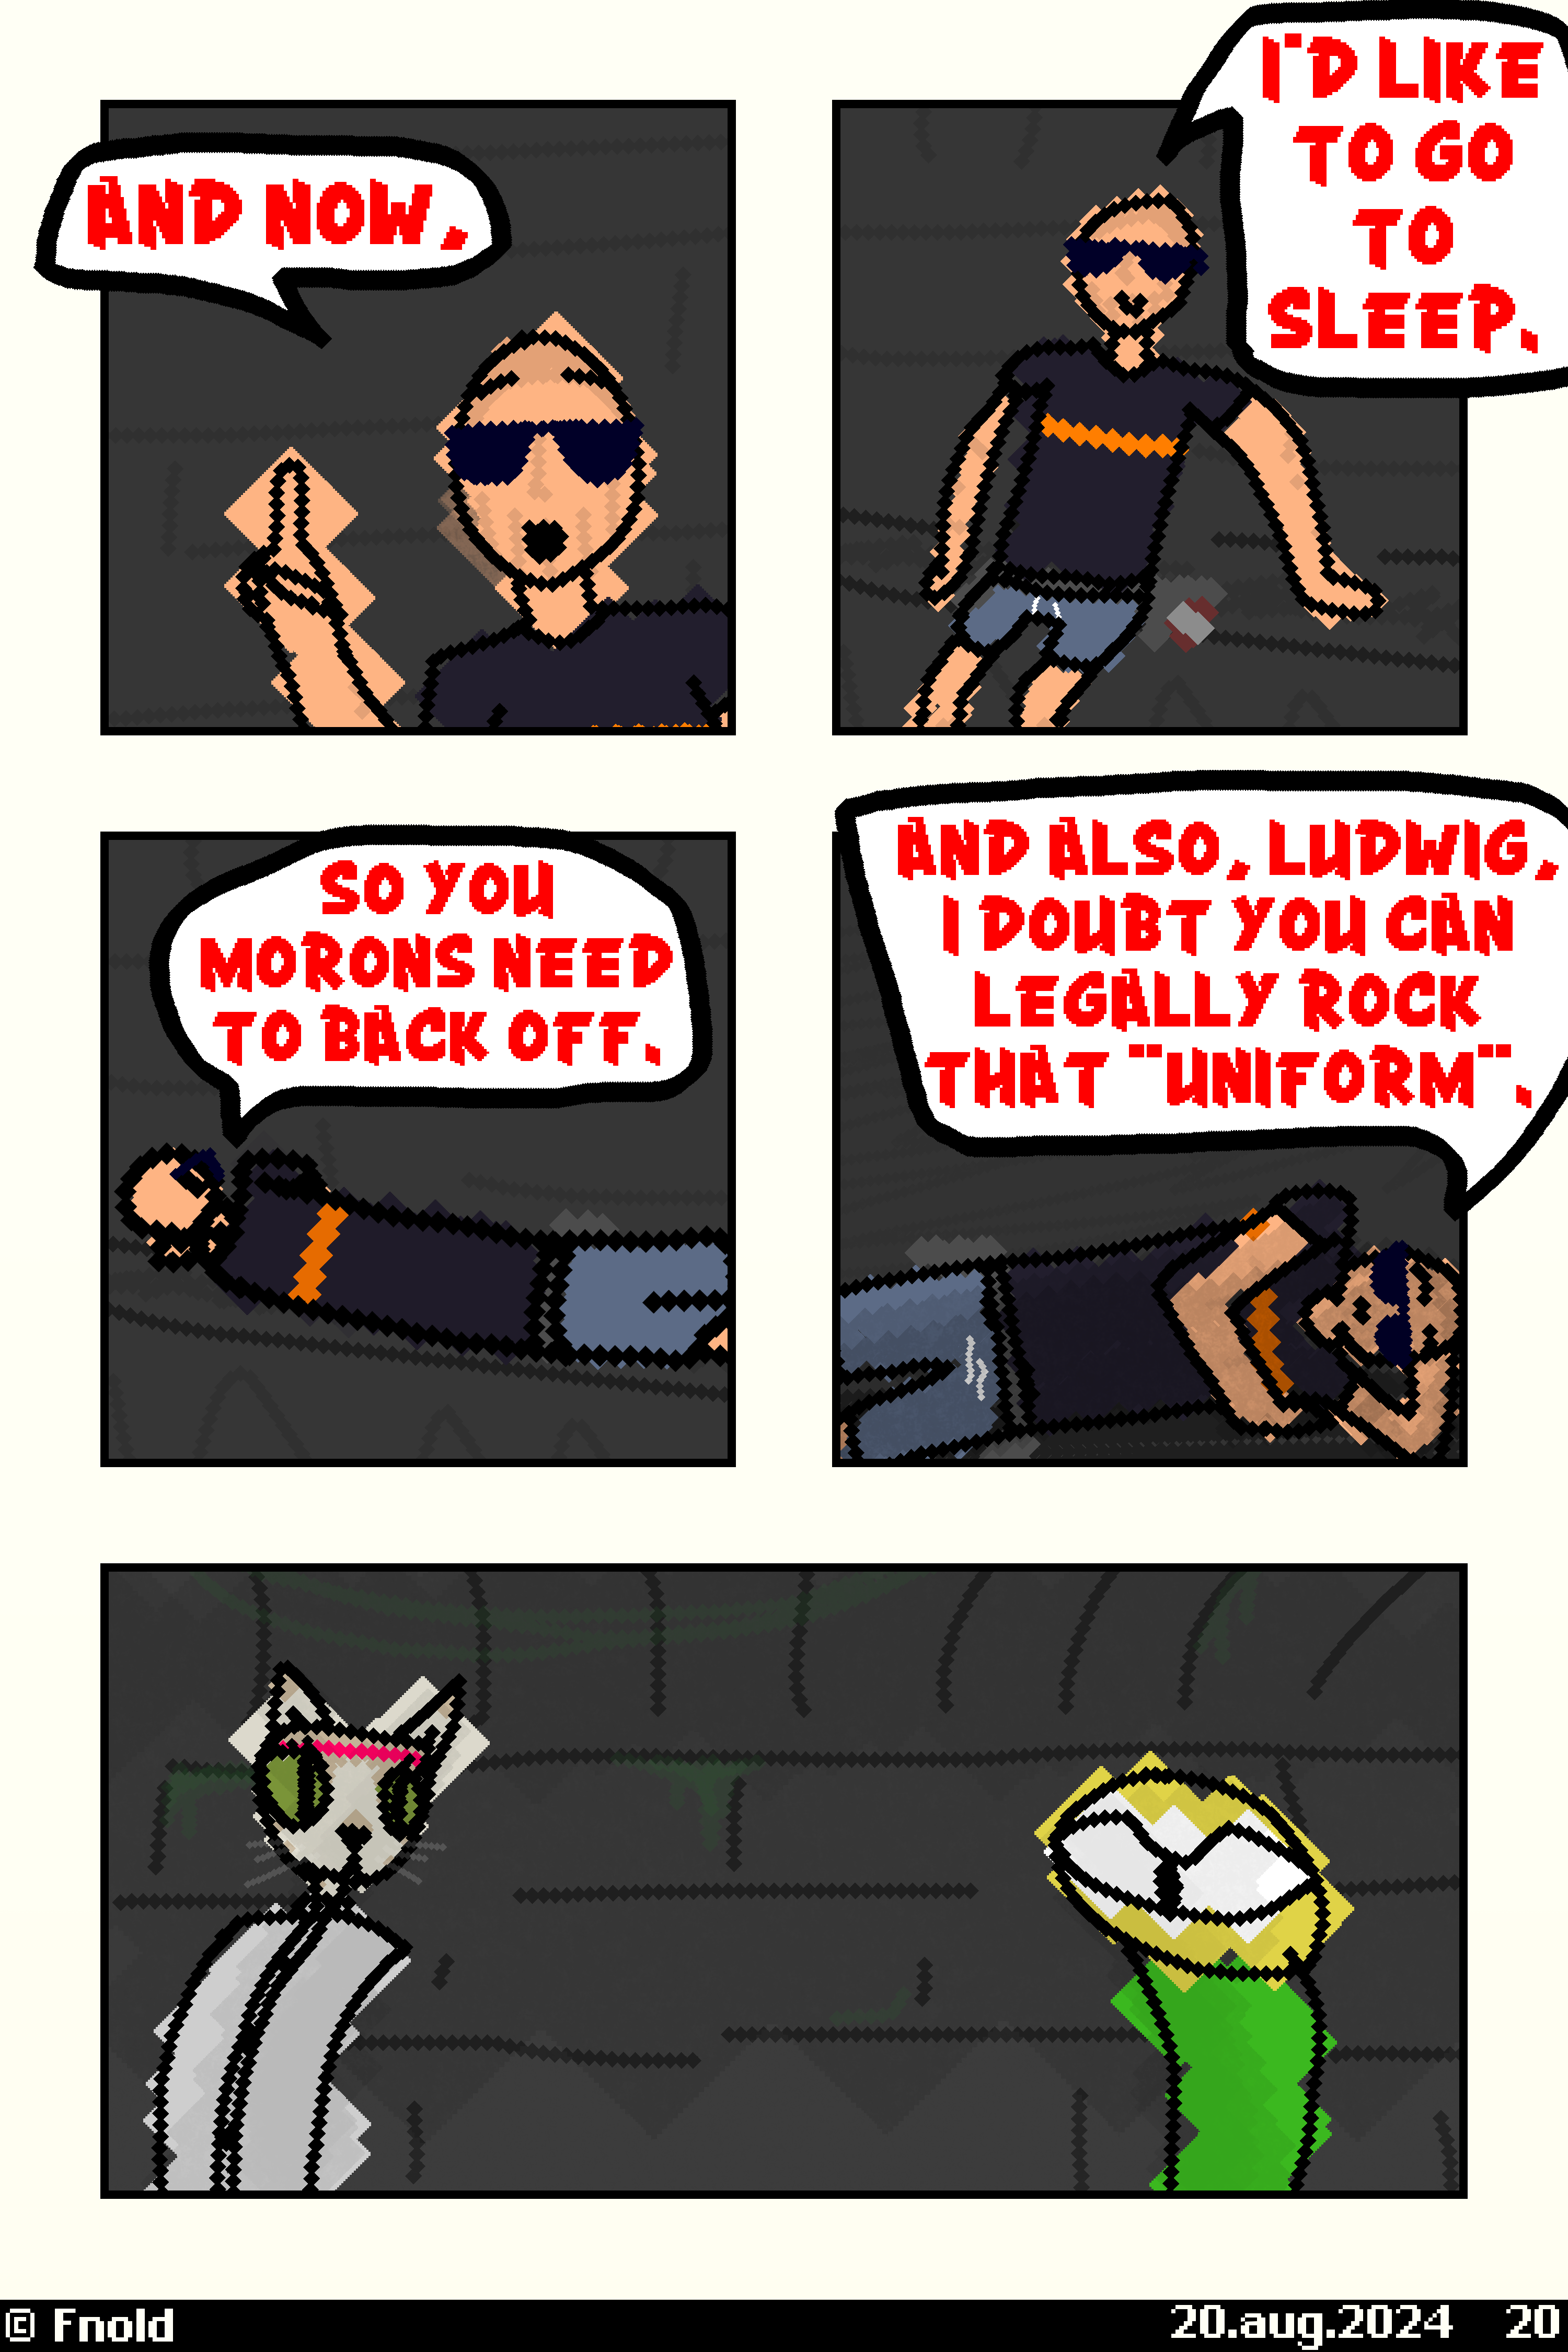 AND NOW,
I'D LIKE
TO GO
TO
SLEEP.
SO YOU
MORONS NEED
TO BACK OFF.
AND ALSO, LUDWIG,
I DOUBT YOU CAN
LEGALLY ROCK
THAT "UNIFORM".
© Fnold
20.aug.2024 20